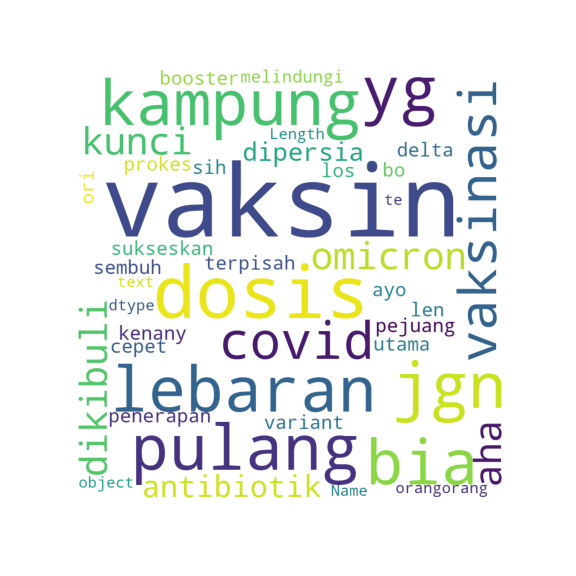 booster melindungi
kampung yg
kunci Length
dipersia delta
prokes sih los bo
ori te
vaksin vaksinasi
sukseskan omicron
sembuh terpisah
text dosis ayo
dtype len
kenany covid pejuang
cepet utama
dikibuli lebaran jgn
penerapan variant
pulang bia aha
object antibiotik Name orangorang